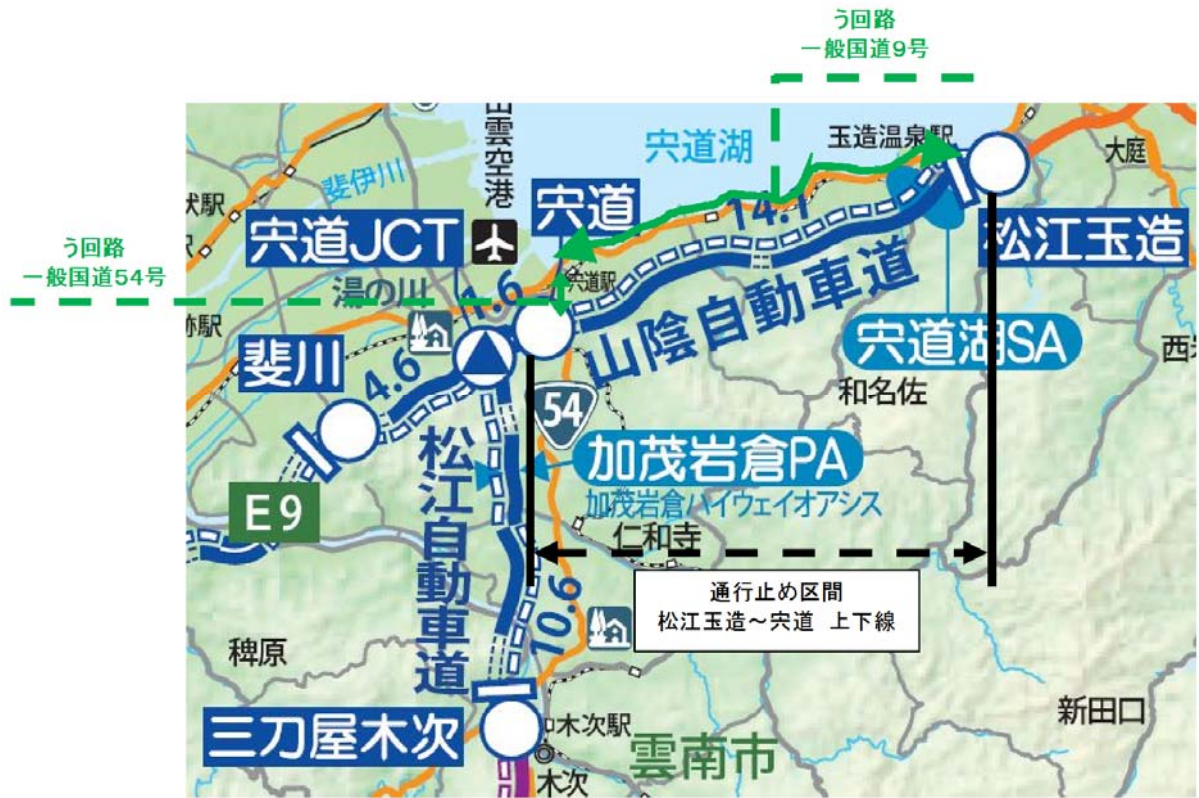 う回路
一般国道9号
う回路
一般国道54号
雲空港
宍道湖
玉造温泉駅
大庭
斐伊川
伏駅
宍道JCT
宍道
14.1
松江玉造
湯の川
1.6
宍道駅
山陰自動車道
宍道湖SA
跡駅
斐川
4.6
54
和名佐
西
松江自動車道
加茂岩倉PA
加茂岩倉ハイウェイオアシス
E9
仁和寺
通行止め区間
松江玉造～宍道 上下線
10.6
稗原
三刀屋木次
木次駅
木次
雲南市
新田口